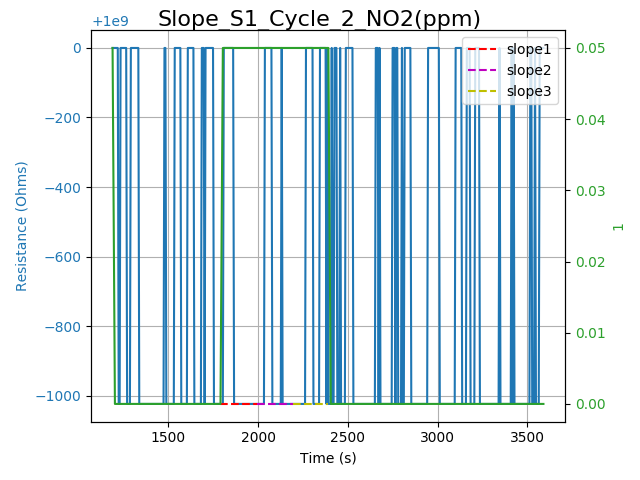 Slope_S1_Cycle_2_NO2(ppm)
+1e9
0
−200
−400
−600
−800
−1000
Resistance (Ohms)
1500
2000
2500
3000
3500
Time (s)
0.05
0.04
0.03
0.02
0.01
0.00
1
slope1
slope2
slope3